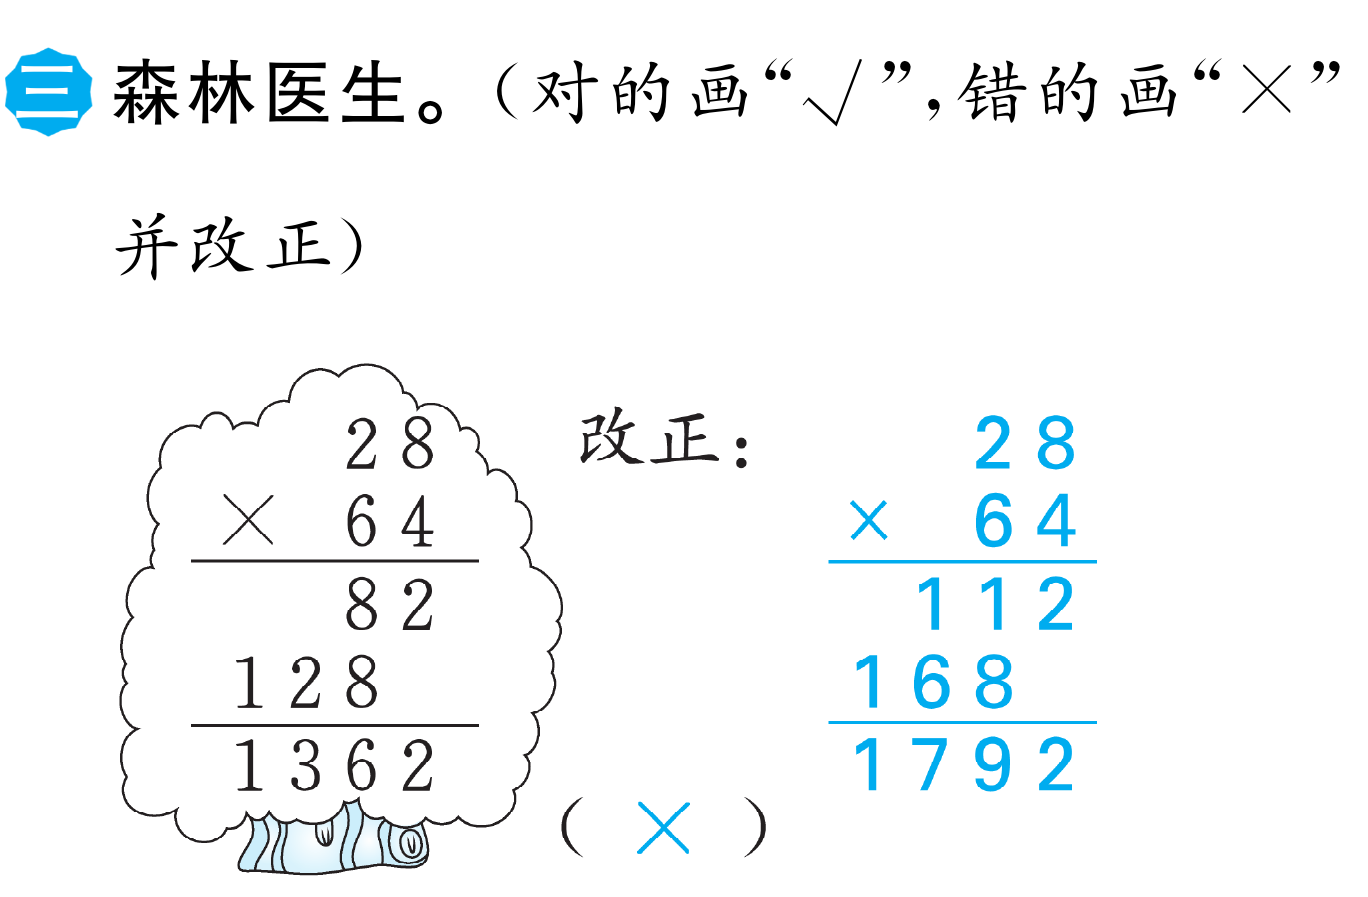 三 森林医生。(对的画“√”,错的画“×”
并改正)
28
× 64
82
128
1362
改正:
28
× 64
112
168
1792
( × )